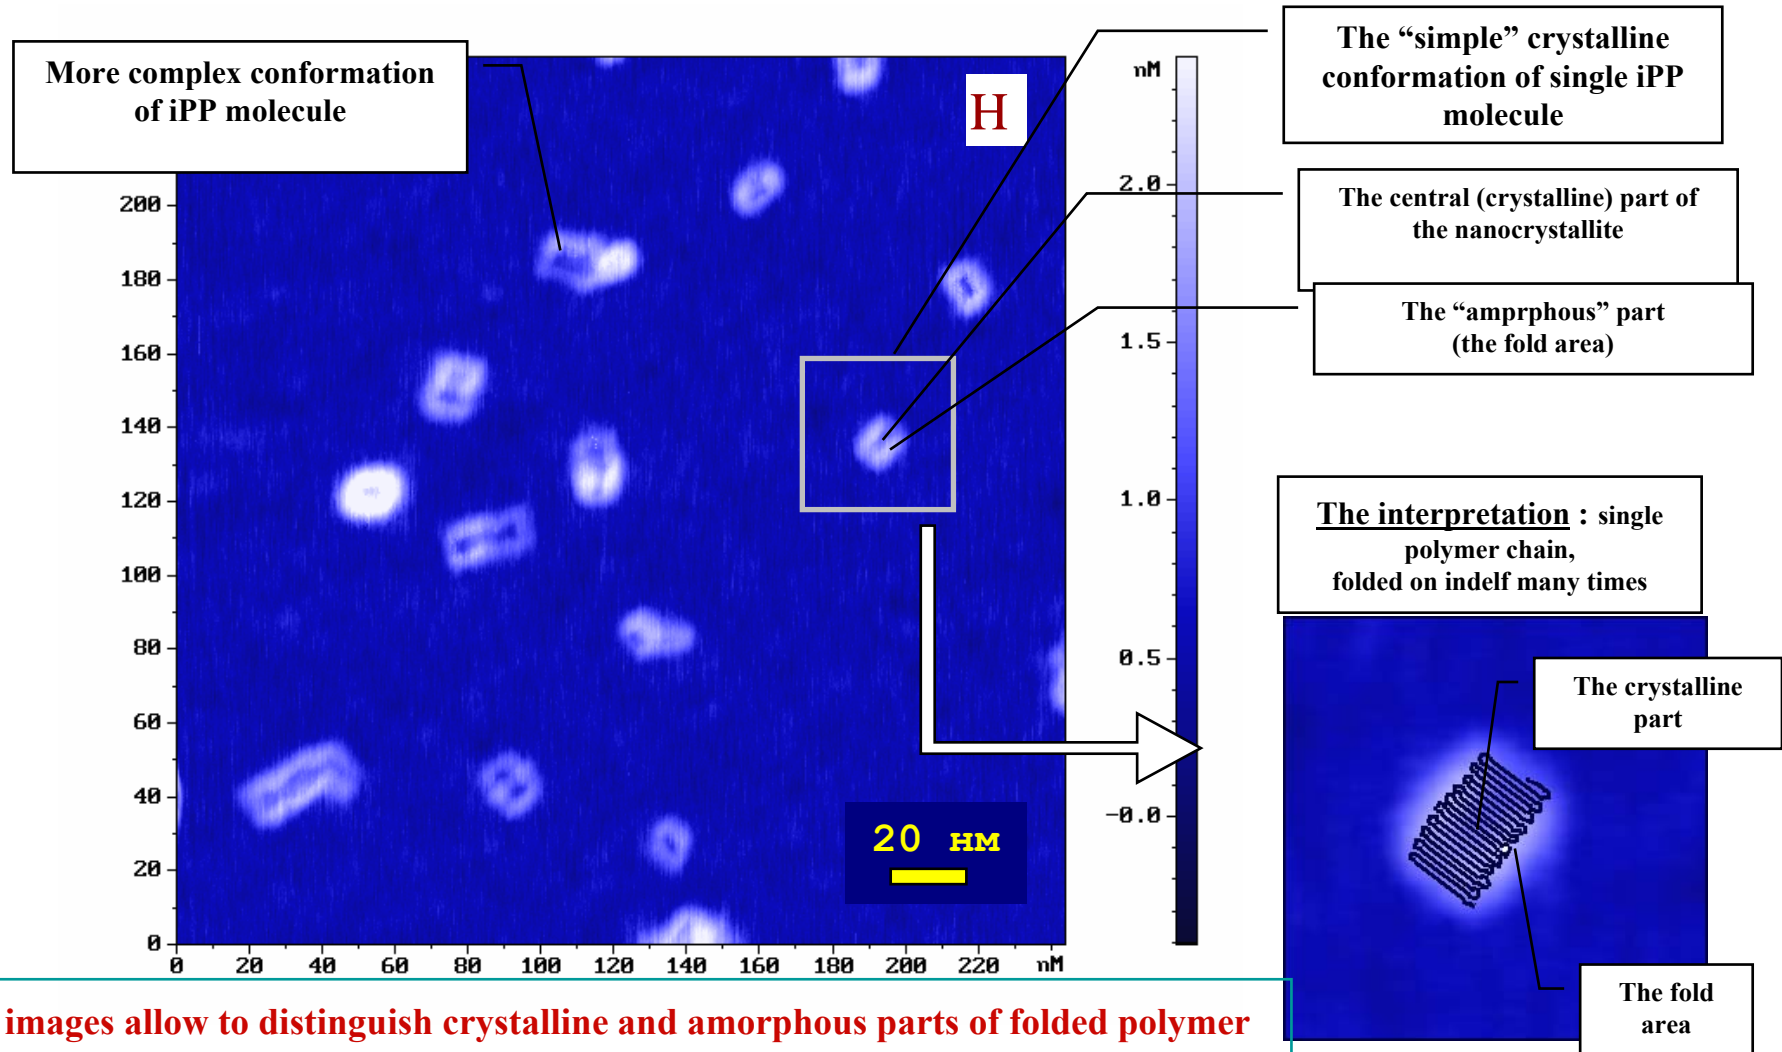 More complex conformation
of iPP molecule
H
nM
The “simple” crystalline
conformation of single iPP
molecule
The central (crystalline) part of
the nanocrystallite
The “amprphous” part
(the fold area)
The interpretation : single
polymer chain,
folded on indelf many times
The crystalline
part
The fold
area
200
180
160
140
120
100
80
60
40
20
0
0 20 40 60 80 100 120 140 160 180 200 220 nM
2.0
1.5
1.0
0.5
-0.0
20 нм
images allow to distinguish crystalline and amorphous parts of folded polymer